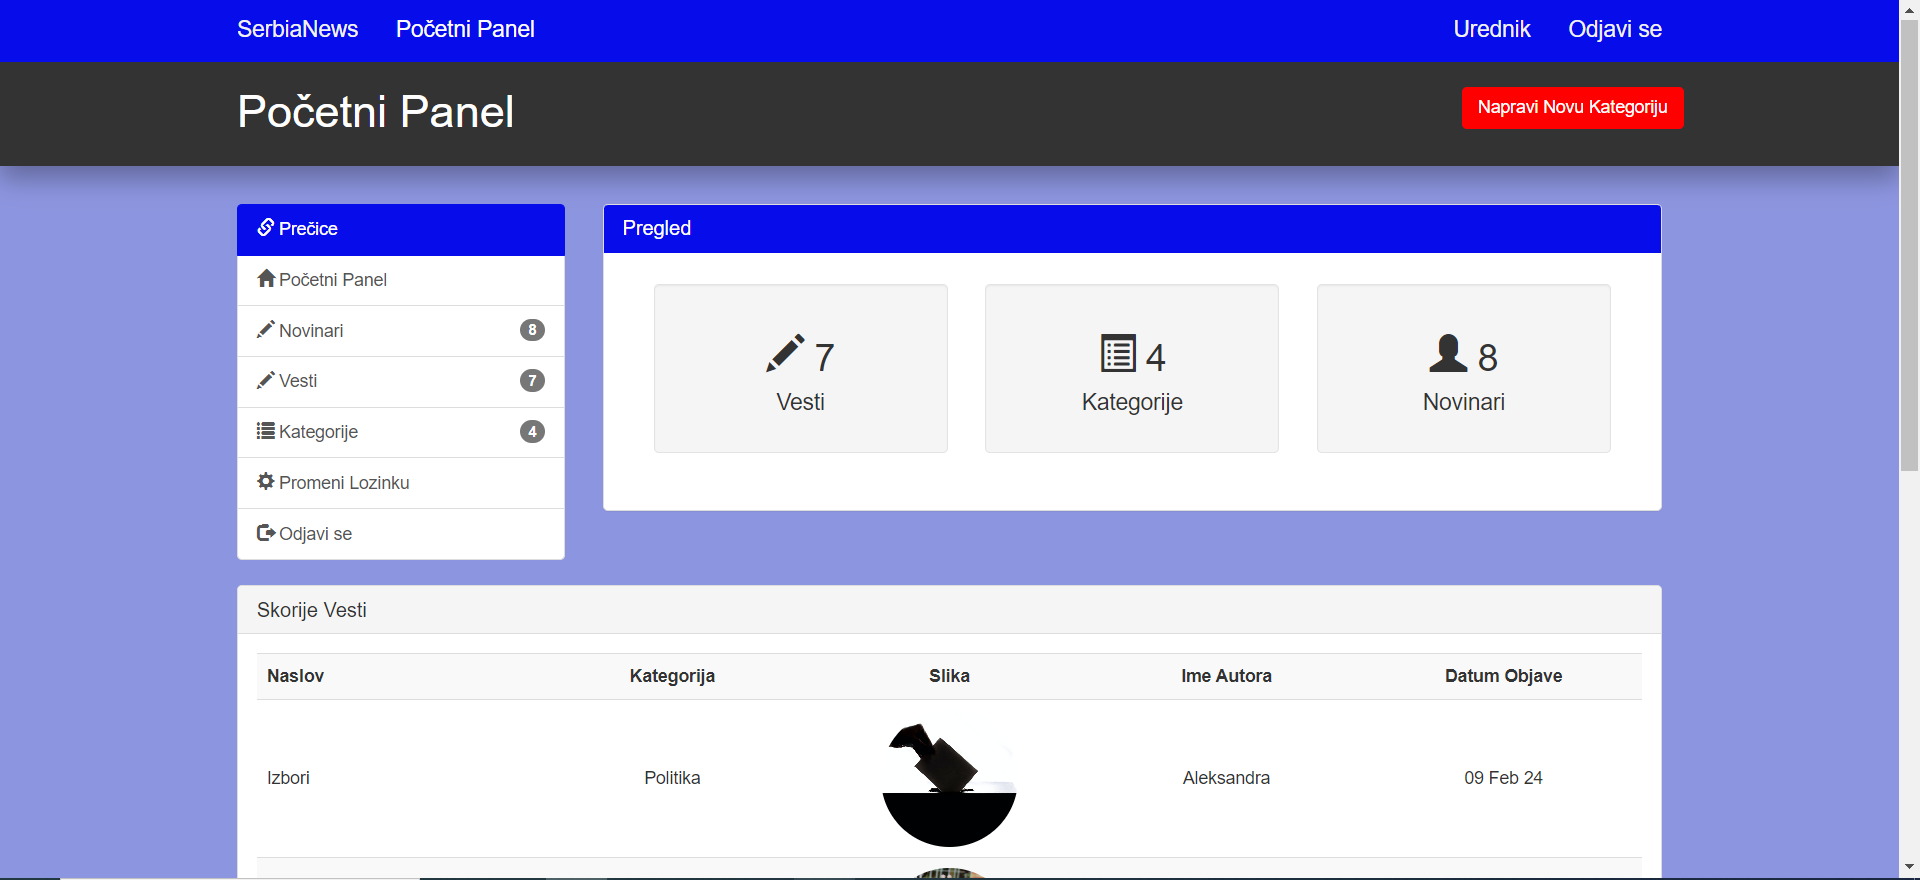 SerbiaNews Početni Panel Urednik Odjavi se
Početni Panel
Napravi Novu Kategoriju
Prečice
Početni Panel
Novinari 8
Vesti 7
Kategorije 4
Promeni Lozinku
Odjavi se
Pregled
7
Vesti
4
Kategorije
8
Novinari
Skorije Vesti
Naslov Kategorija Slika Ime Autora Datum Objave
Izbori Politika Aleksandra 09 Feb 24